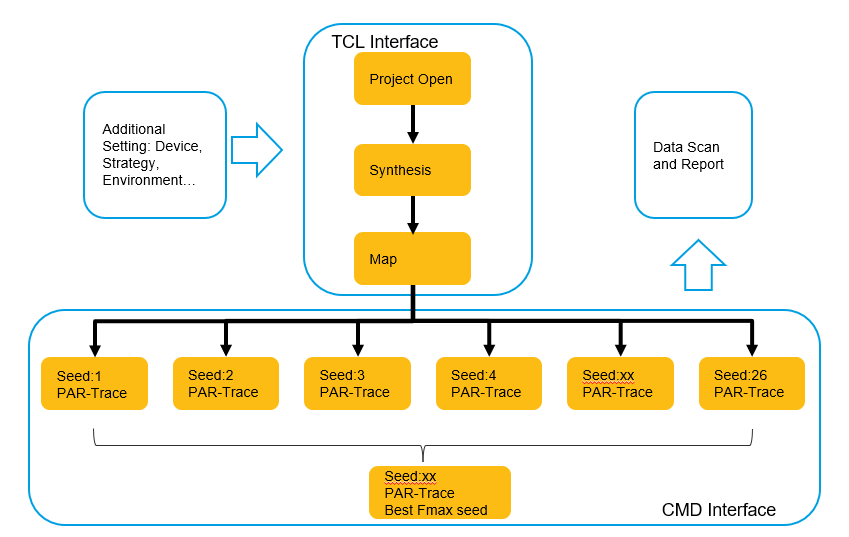 TCL Interface
Project Open
Additional
Setting: Device,
Strategy,
Environment…
Synthesis
Data Scan
and Report
Map
Seed:1
PAR-Trace
Seed:2
PAR-Trace
Seed:3
PAR-Trace
Seed:4
PAR-Trace
Seed:xx
PAR-Trace
Seed:26
PAR-Trace
Seed:xx
PAR-Trace
Best Fmax seed
CMD Interface